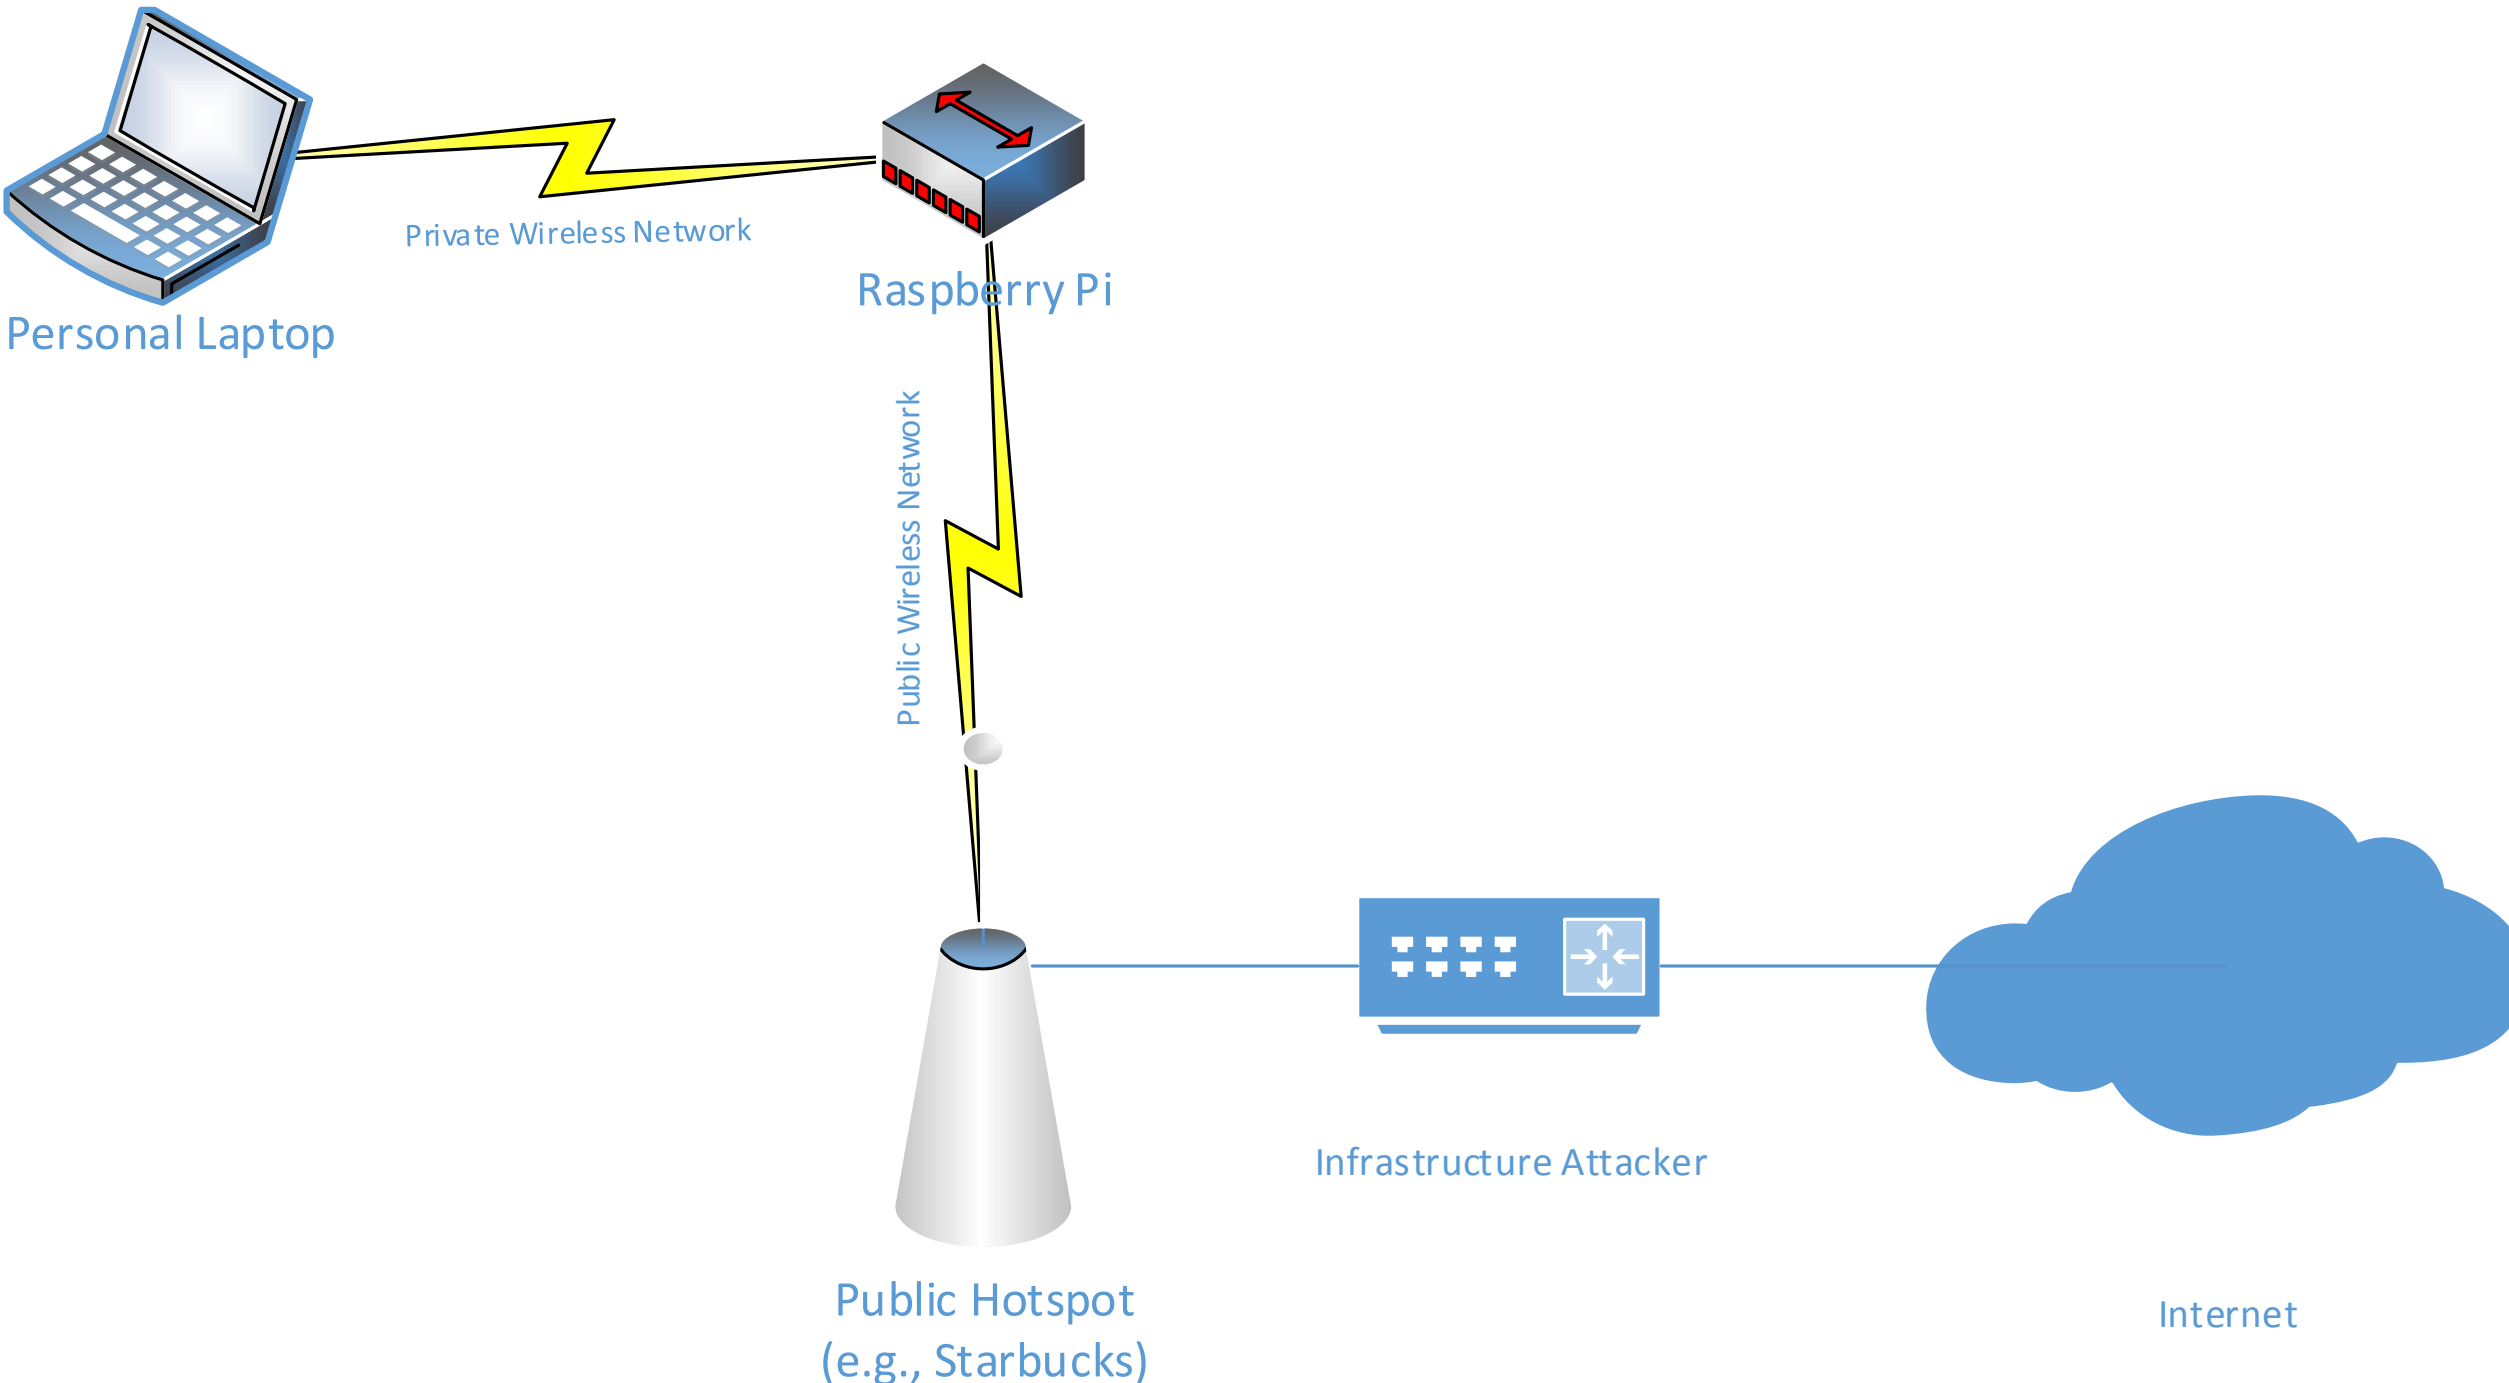 Private Wireless Network
Raspberry Pi
Personal Laptop
Public Wireless Network
Infrastructure Attacker
Public Hotspot
(e.g., Starbucks)
Internet